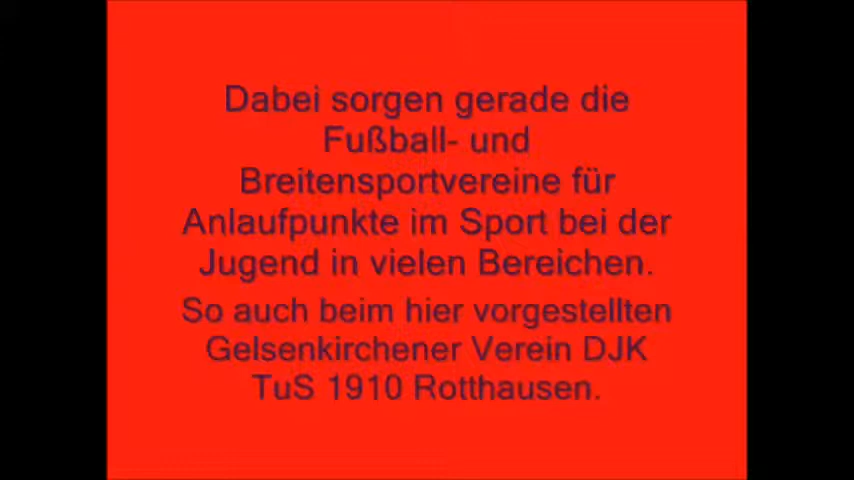 Dabei sorgen gerade die
Fußball- und
Breitensportvereine für
Anlaufpunkte im Sport bei der
Jugend in vielen Bereichen.
So auch beim hier vorgestellten
Gelsenkirchener Verein DJK
TuS 1910 Rotthausen.